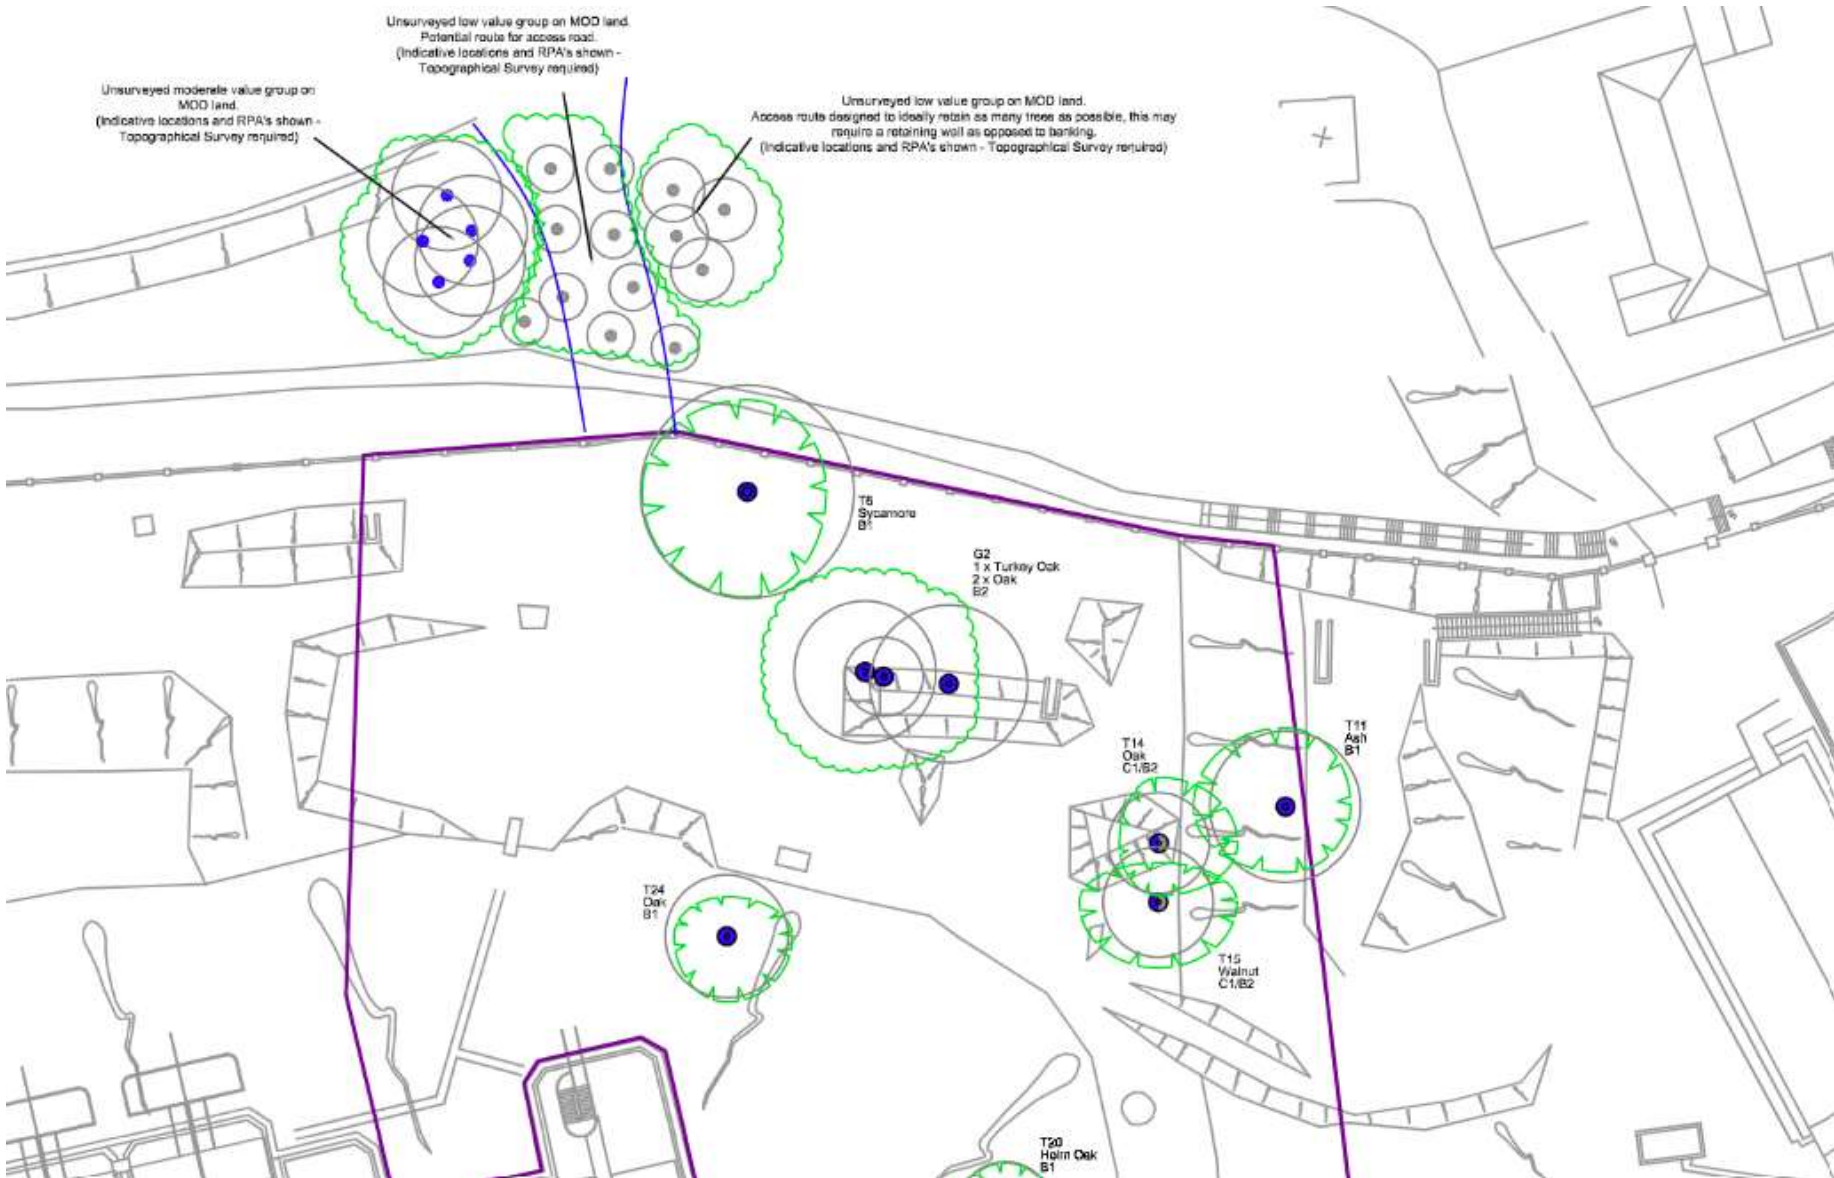 Unsurveyed low value group on MOD land.
Potential route for access road.
(Indicative locations and RPA's shown -
Topographical Survey required)
Unsurveyed moderate value group on
MOD land.
(Indicative locations and RPA's shown -
Topographical Survey required)
Unsurveyed low value group on MOD land.
Access route designed to ideally retain as many trees as possible, this may
require a retaining wall as opposed to banking.
(Indicative locations and RPA's shown - Topographical Survey required)
T6
Sycamore
B1
G2
1 x Turkey Oak
2 x Oak
B2
T11
Ash
B1
T14
Oak
C1/B2
T24
Oak
B1
T15
Walnut
C1/B2
T20
Holm Oak
B1